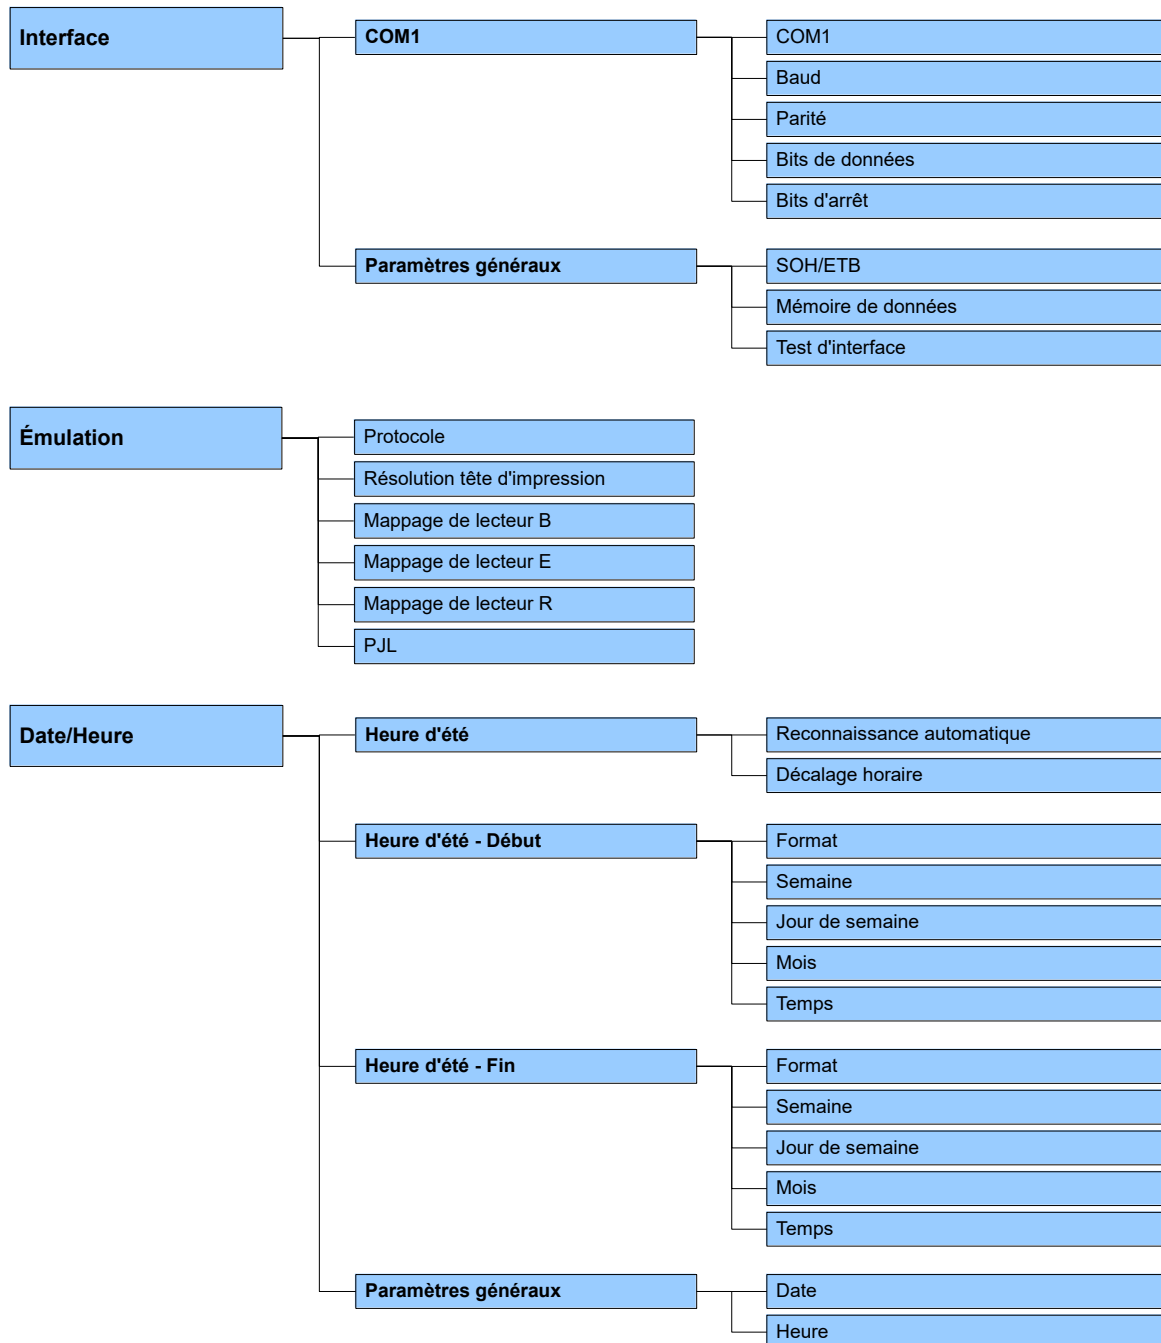 Interface
COM1
COM1
Baud
Parité
Bits de données
Bits d'arrêt
Paramètres généraux
SOH/ETB
Mémoire de données
Test d'interface
Émulation
Protocole
Résolution tête d'impression
Mappage de lecteur B
Mappage de lecteur E
Mappage de lecteur R
PJL
Date/Heure
Heure d'été
Reconnaissance automatique
Décalage horaire
Heure d'été - Début
Format
Semaine
Jour de semaine
Mois
Temps
Heure d'été - Fin
Format
Semaine
Jour de semaine
Mois
Temps
Paramètres généraux
Date
Heure